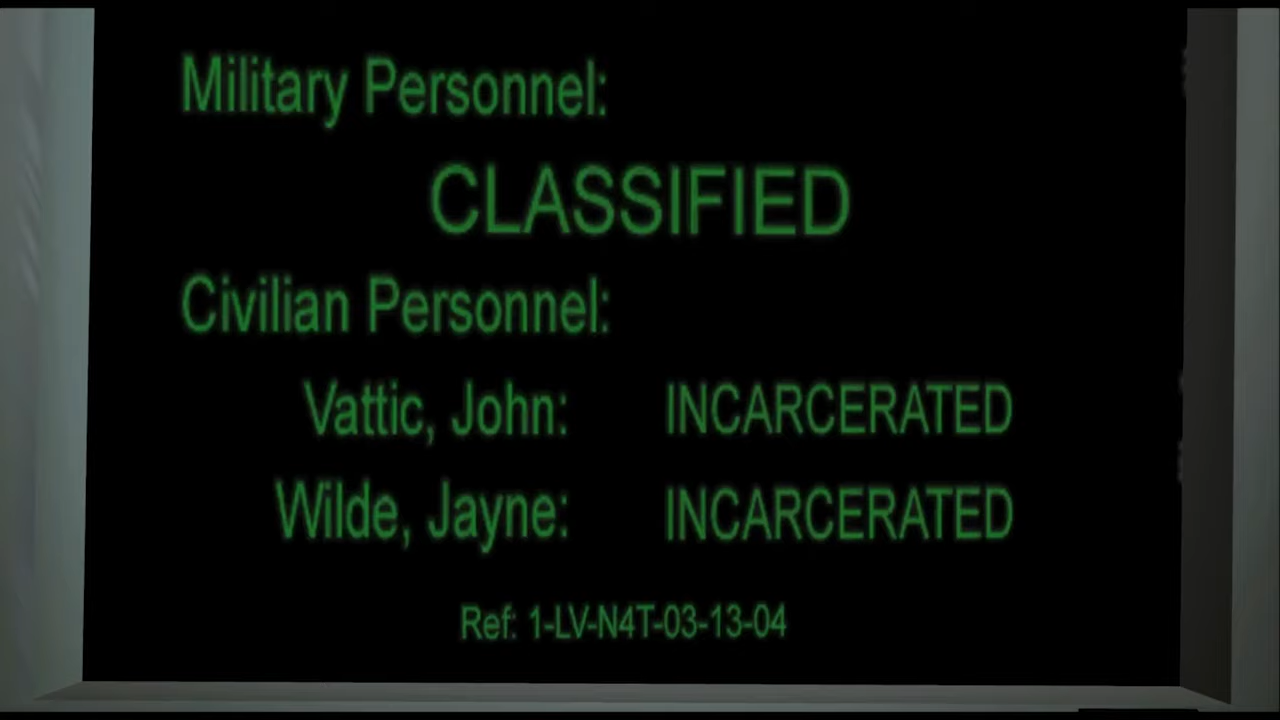 Military Personnel:
CLASSIFIED
Civilian Personnel:
Vattic, John: INCARCERATED
Wilde, Jayne: INCARCERATED
Ref: 1-LV-N4T-03-13-04